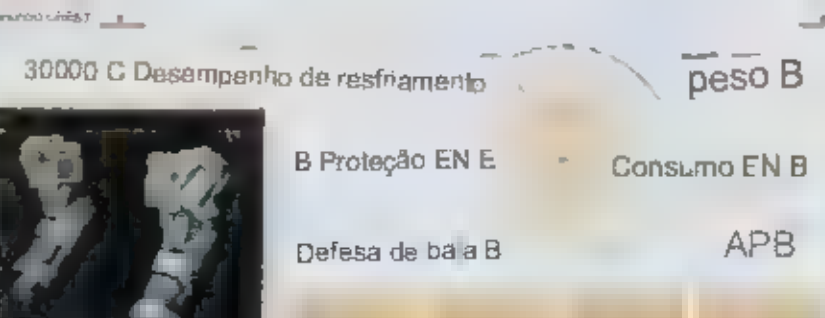 30000 C Desempenho de resfriamento
peso B
B Proteção EN E
Consumo EN B
Defesa de bala B
APB